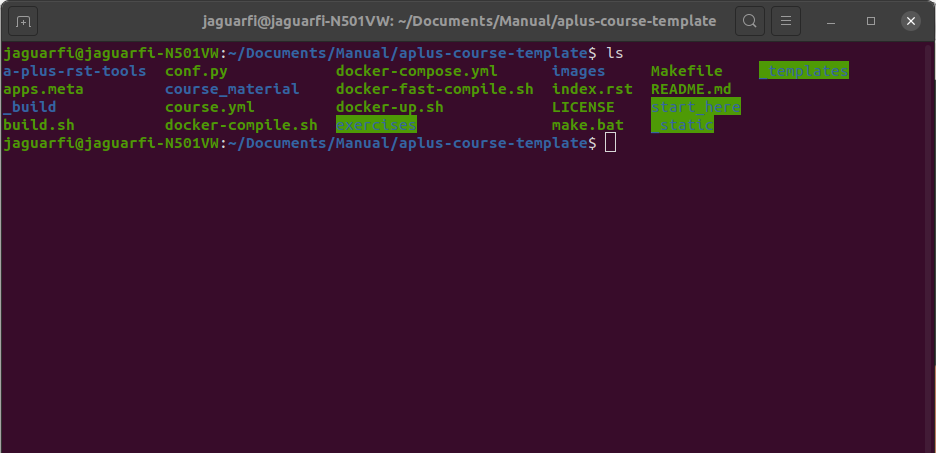 jaguarfi@jaguarfi-N501VW: ~/Documents/Manual/aplus-course-template
jaguarfi@jaguarfi-N501VW:~/Documents/Manual/aplus-course-template$ ls
a-plus-rst-tools conf.py docker-compose.yml images Makefile _templates
apps.meta course_material docker-fast-compile.sh index.rst README.md
_build course.yml docker-up.sh LICENSE start_here
build.sh docker-compile.sh exercises make.bat _static
jaguarfi@jaguarfi-N501VW:~/Documents/Manual/aplus-course-template$